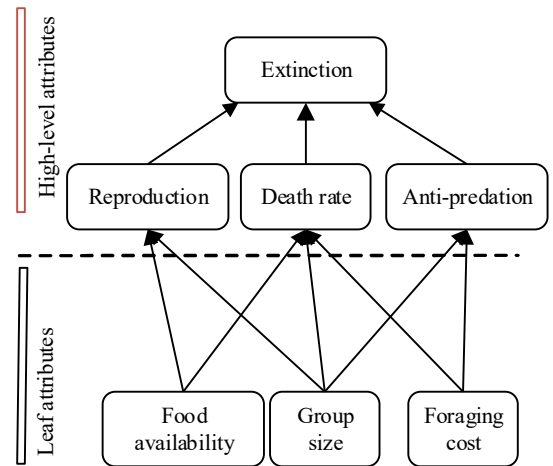 High-level attributes
Extinction
Reproduction
Death rate
Anti-predation
Leaf attributes
Food
availability
Group
size
Foraging
cost